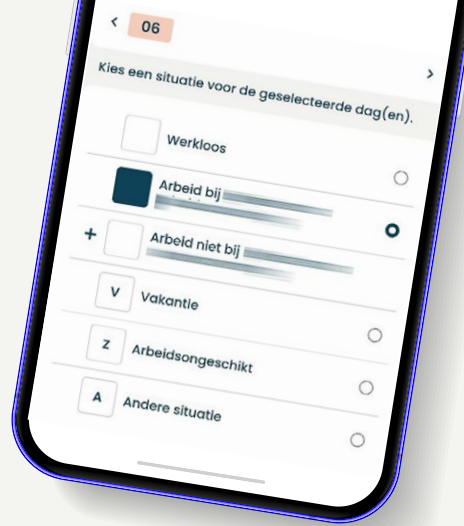 06
Kies een situatie voor de geselecteerde dag(en).
Werkloos
Arbeid bij
+ Arbeid niet bij
V Vakantie
Z Arbeidsongeschikt
A Andere situatie